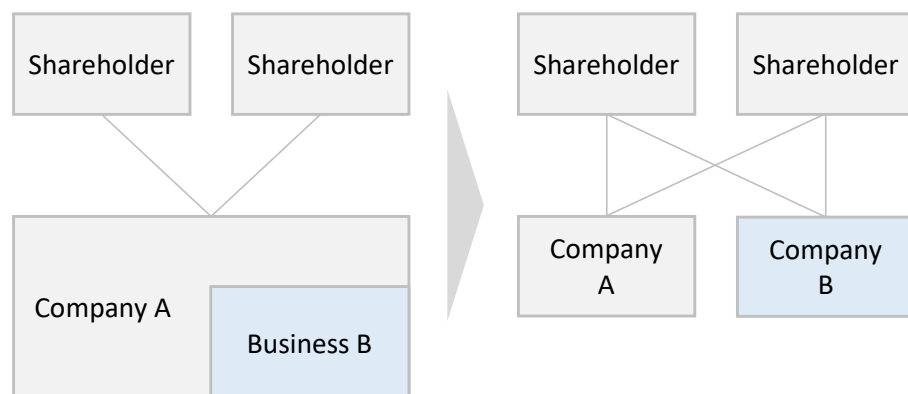 Shareholder
Shareholder
Company A
Business B
Shareholder
Shareholder
Company
A
Company
B